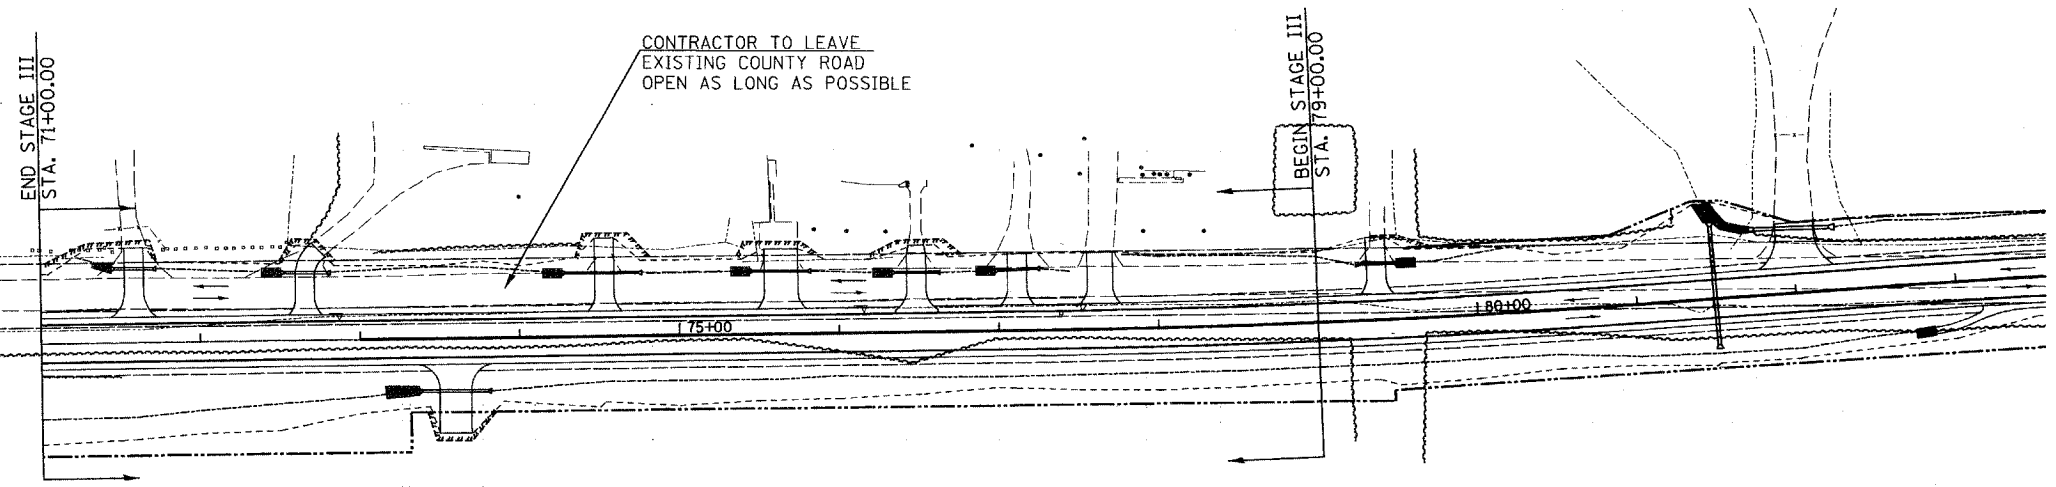 END STAGE III
STA. 71+00.00
CONTRACTOR TO LEAVE
EXISTING COUNTY ROAD
OPEN AS LONG AS POSSIBLE
BEGIN STAGE III
STA. 79+00.00
75+00
80+00